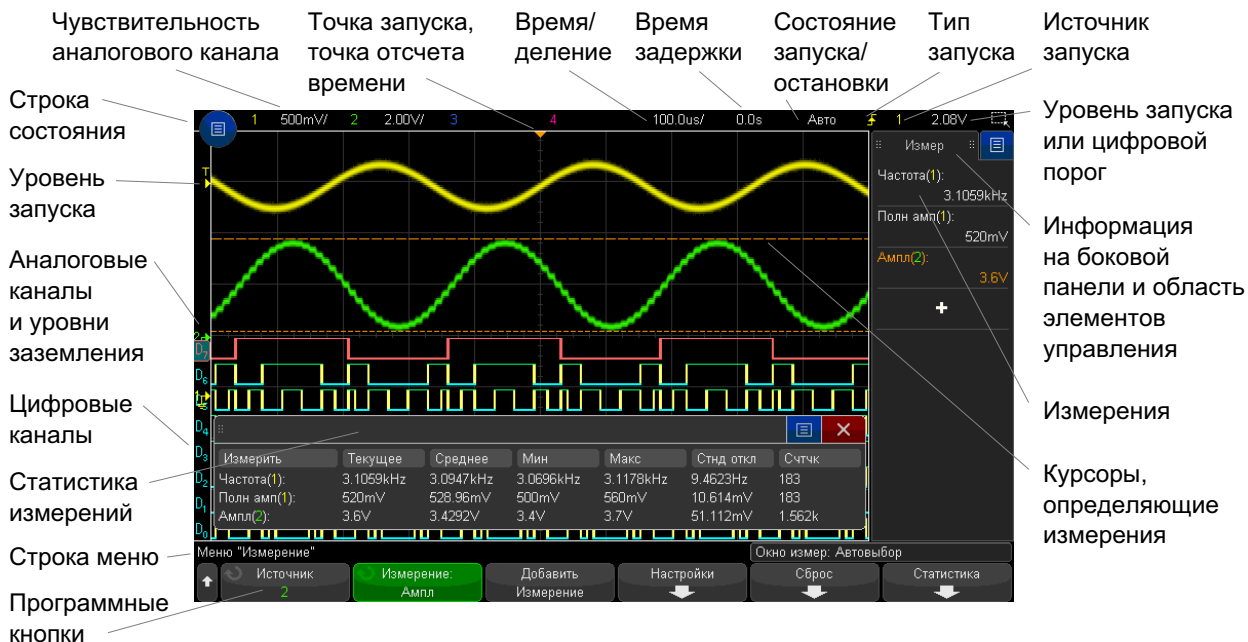 Чувствительность
аналогового канала
Точка запуска,
точка отсчета
времени
Время/
деление
Время
задержки
Состояние
запуска/
остановки
Тип
запуска
Источник
запуска
Строка
состояния
Уровень
запуска
Аналоговые
каналы
и уровни
заземления
Цифровые
каналы
Статистика
измерений
Строка меню
Программные
кнопки
1 500mV/ 2 2.00V/ 3 4 100.0us/ 0.0s Авто 1 2.08V
T
2
D7
D6
D4
D3
D2
D1
D0
Измер
Частота(1):
3.1059kHz
Полн амп(1):
520mV
Ампл(2):
3.6V
+
Измерить Текущее Среднее Мин Макс Стнд откл Счтчк
Частота(1): 3.1059kHz 3.0947kHz 3.0696kHz 3.1178kHz 9.4623Hz 183
Полн амп(1): 520mV 528.96mV 500mV 560mV 10.614mV 183
Ампл(2): 3.6V 3.4292V 3.4V 3.7V 51.112mV 1.562k
Меню "Измерение" Окно измер: Автовыбор
Источник
2
Измерение:
Ампл
Добавить
Измерение
Настройки
Сброс
Статистика
Уровень запуска
или цифровой
порог
Информация
на боковой
панели и область
элементов
управления
Измерения
Курсоры,
определяющие
измерения